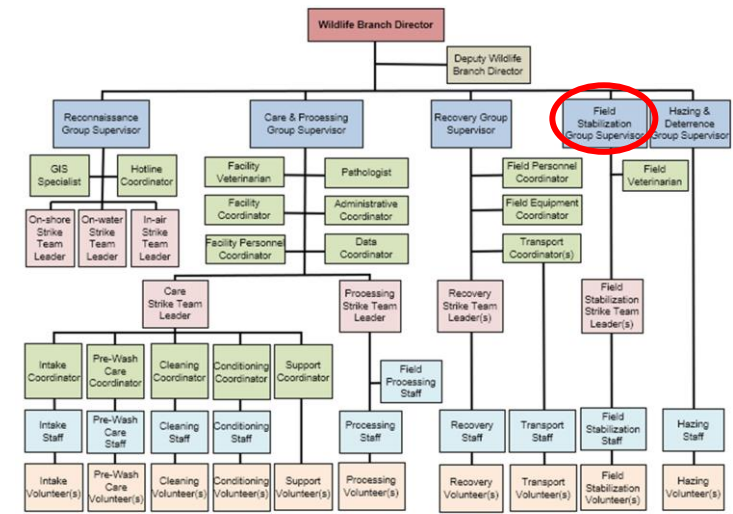 Wildlife Branch Director
Deputy Wildlife
Branch Director
Reconnaissance
Group Supervisor
Care & Processing
Group Supervisor
Recovery Group
Supervisor
Field
Stabilization
Group Supervisor
Hazing &
Deterrence
Group Supervisor
GIS
Specialist
Hotline
Coordinator
Facility
Veterinarian
Pathologist
Field Personnel
Coordinator
Field
Veterinarian
Facility
Coordinator
Administrative
Coordinator
Field Equipment
Coordinator
On-shore
Strike
Team
Leader
On-water
Strike
Team
Leader
In-air
Strike
Team
Leader
Facility Personnel
Coordinator
Data
Coordinator
Transport
Coordinator(s)
Care
Strike Team
Leader
Processing
Strike Team
Leader
Recovery
Strike Team
Leader(s)
Field
Stabilization
Strike Team
Leader(s)
Intake
Coordinator
Pre-Wash
Care
Coordinator
Cleaning
Coordinator
Conditioning
Coordinator
Support
Coordinator
Field
Processing
Staff
Intake
Staff
Pre-Wash
Care
Staff
Cleaning
Staff
Conditioning
Staff
Processing
Staff
Recovery
Staff
Transport
Staff
Field
Stabilization
Staff
Hazing
Staff
Intake
Volunteer(s)
Pre-Wash
Care
Volunteer(s)
Cleaning
Volunteer(s)
Conditioning
Volunteer(s)
Support
Volunteer(s)
Processing
Volunteer(s)
Recovery
Volunteer(s)
Transport
Volunteer(s)
Field
Stabilization
Volunteer(s)
Hazing
Volunteer(s)